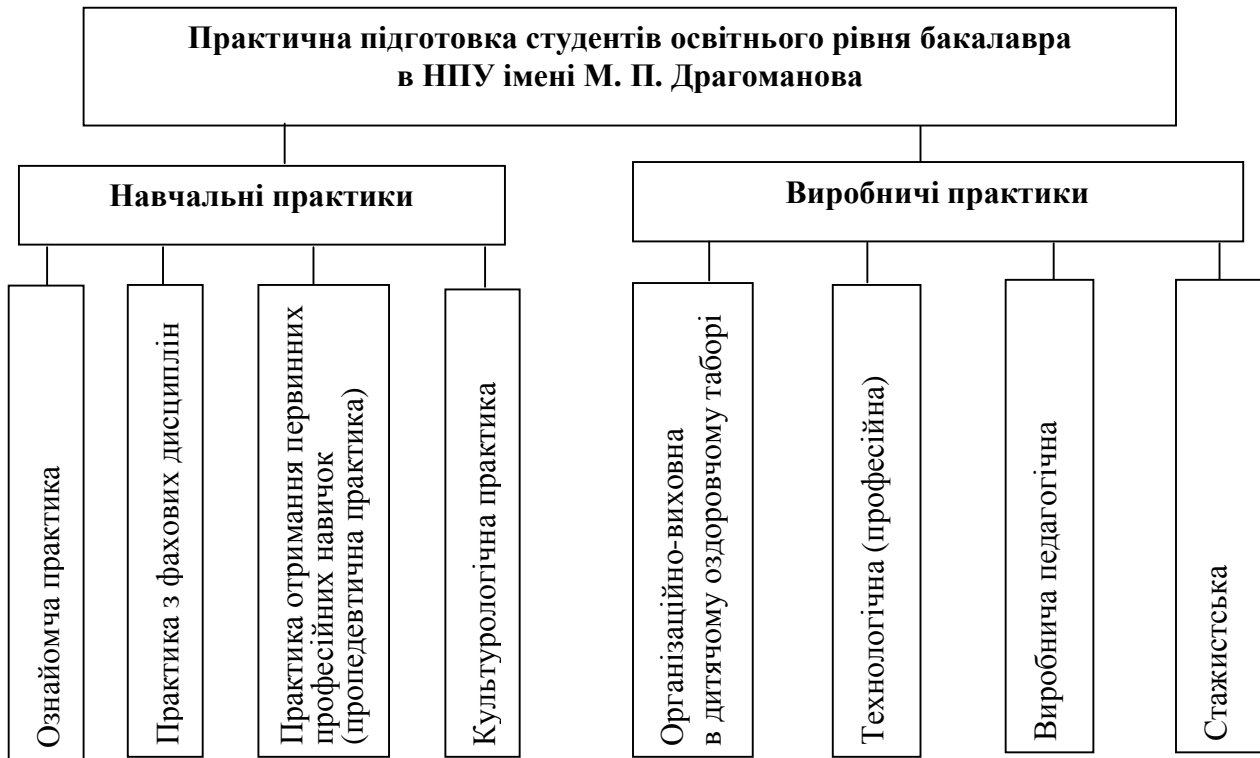 Практична підготовка студентів освітнього рівня бакалавра
в НПУ імені М. П. Драгоманова
Навчальні практики
Виробничі практики
Ознайомча практика
Практика з фахових дисциплін
Практика отримання первинних
професійних навичок
(пропедевтична практика)
Культурологічна практика
Організаційно-виховна
в дитячому оздоровчому таборі
Технологічна (професійна)
Виробнича педагогічна
Стажистська